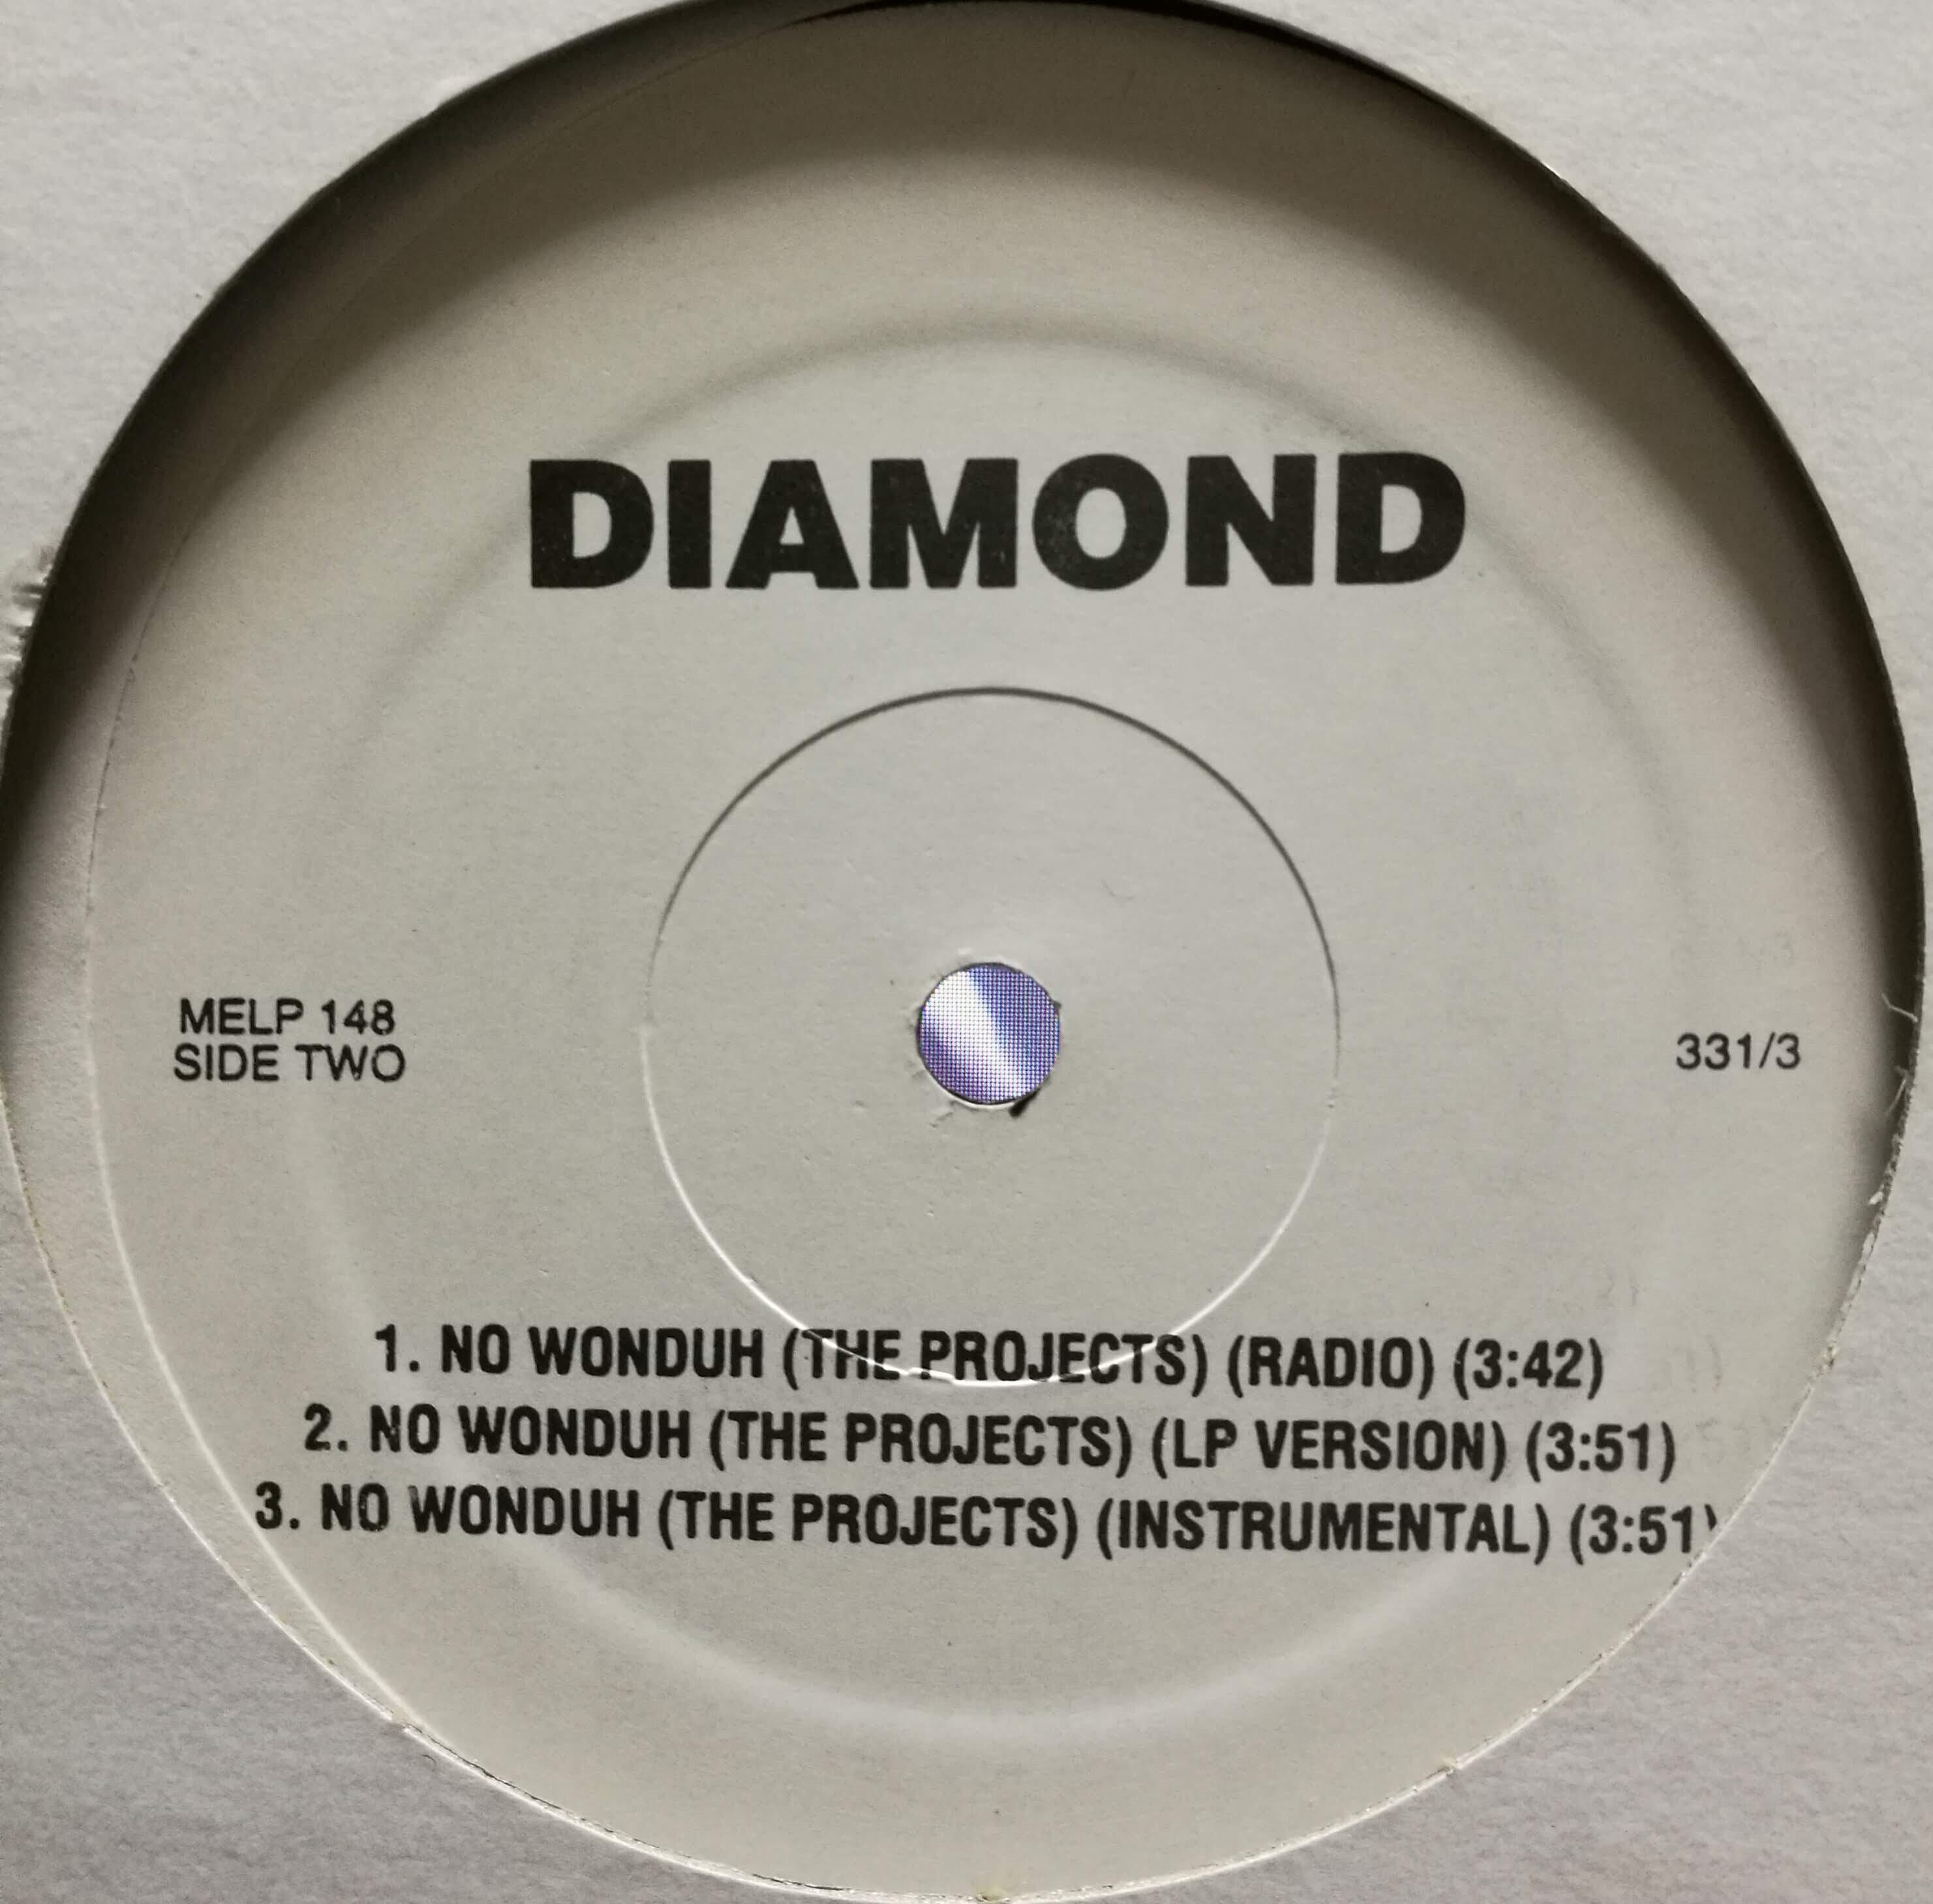 DIAMOND
MELP 148
SIDE TWO
331/3
1. NO WONDUH (THE PROJECTS) (RADIO) (3:42)
2. NO WONDUH (THE PROJECTS) (LP VERSION) (3:51)
3. NO WONDUH (THE PROJECTS) (INSTRUMENTAL) (3:51)